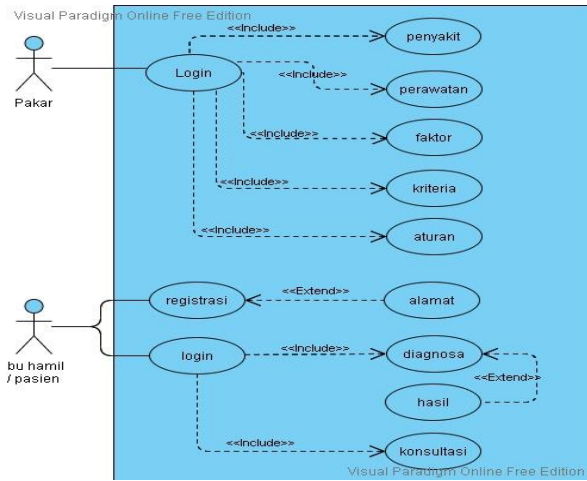 Visual Paradigm Online Free Edition
<<Include>>
penyakit
Login
Pakar
<<Include>>
perawatan
<<Include>>
faktor
<<Include>>
kriteria
<<Include>>
aturan
registrasi
<<Extend>>
alamat
bu hamil
/ pasien
login
<<Include>>
diagnosa
<<Extend>>
hasil
<<Include>>
konsultasi
Visual Paradigm Online Free Edition